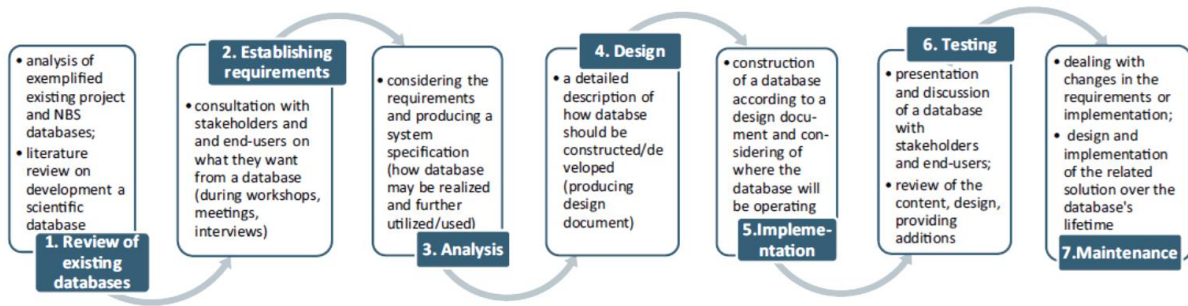 • analysis of
exemplified
existing project
and NBS
databases;
• literature
review on
development a
scientific
database
1. Review of
existing
databases
2. Establishing
requirements
• consultation with
stakeholders and
end-users on
what they want
from a database
(during workshops,
meetings,
interviews)
• considering the
requirements and
producing a
system
specification
(how database
may be realized
and further
utilized/used)
3. Analysis
4. Design
• a detailed
description of
how databse
should be
constructed/de
veloped
(producing
design
document)
• construction
of a database
according to a
design docu-
ment and con-
sidering of
where the
database will
be operating
5.Impleme-
ntation
6. Testing
• presentation
and discussion
of a database
with
stakeholders
and end-users;
• review of the
content, design,
providing
additions
• dealing with
changes in the
requirements or
implementation;
• design and
implementation
of the related
solution over the
database's
lifetime
7.Maintenance